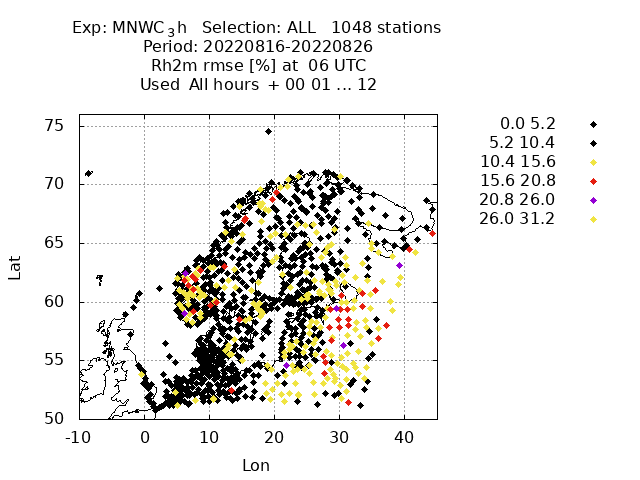 Exp: MNWC_3h   Selection: ALL   1048 stations
Period: 20220816-20220826
Rh2m rmse [%] at  06 UTC
Used  All hours  + 00 01 ... 12
0.0 5.2
5.2 10.4
10.4 15.6
15.6 20.8
20.8 26.0
26.0 31.2
75
70
65
60
55
50
Lat
-10 0 10 20 30 40
Lon